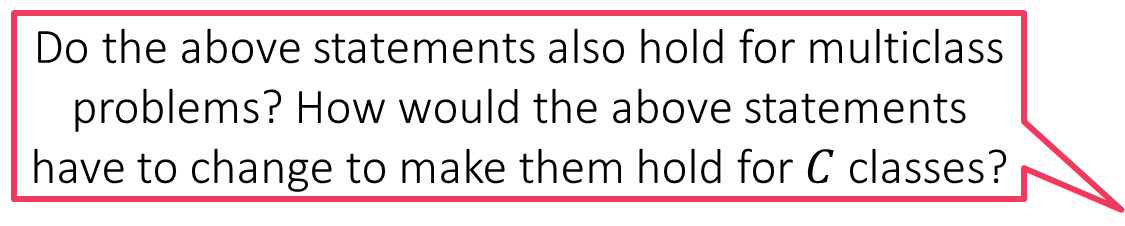 Do the above statements also hold for multiclass
problems? How would the above statements
have to change to make them hold for C classes?